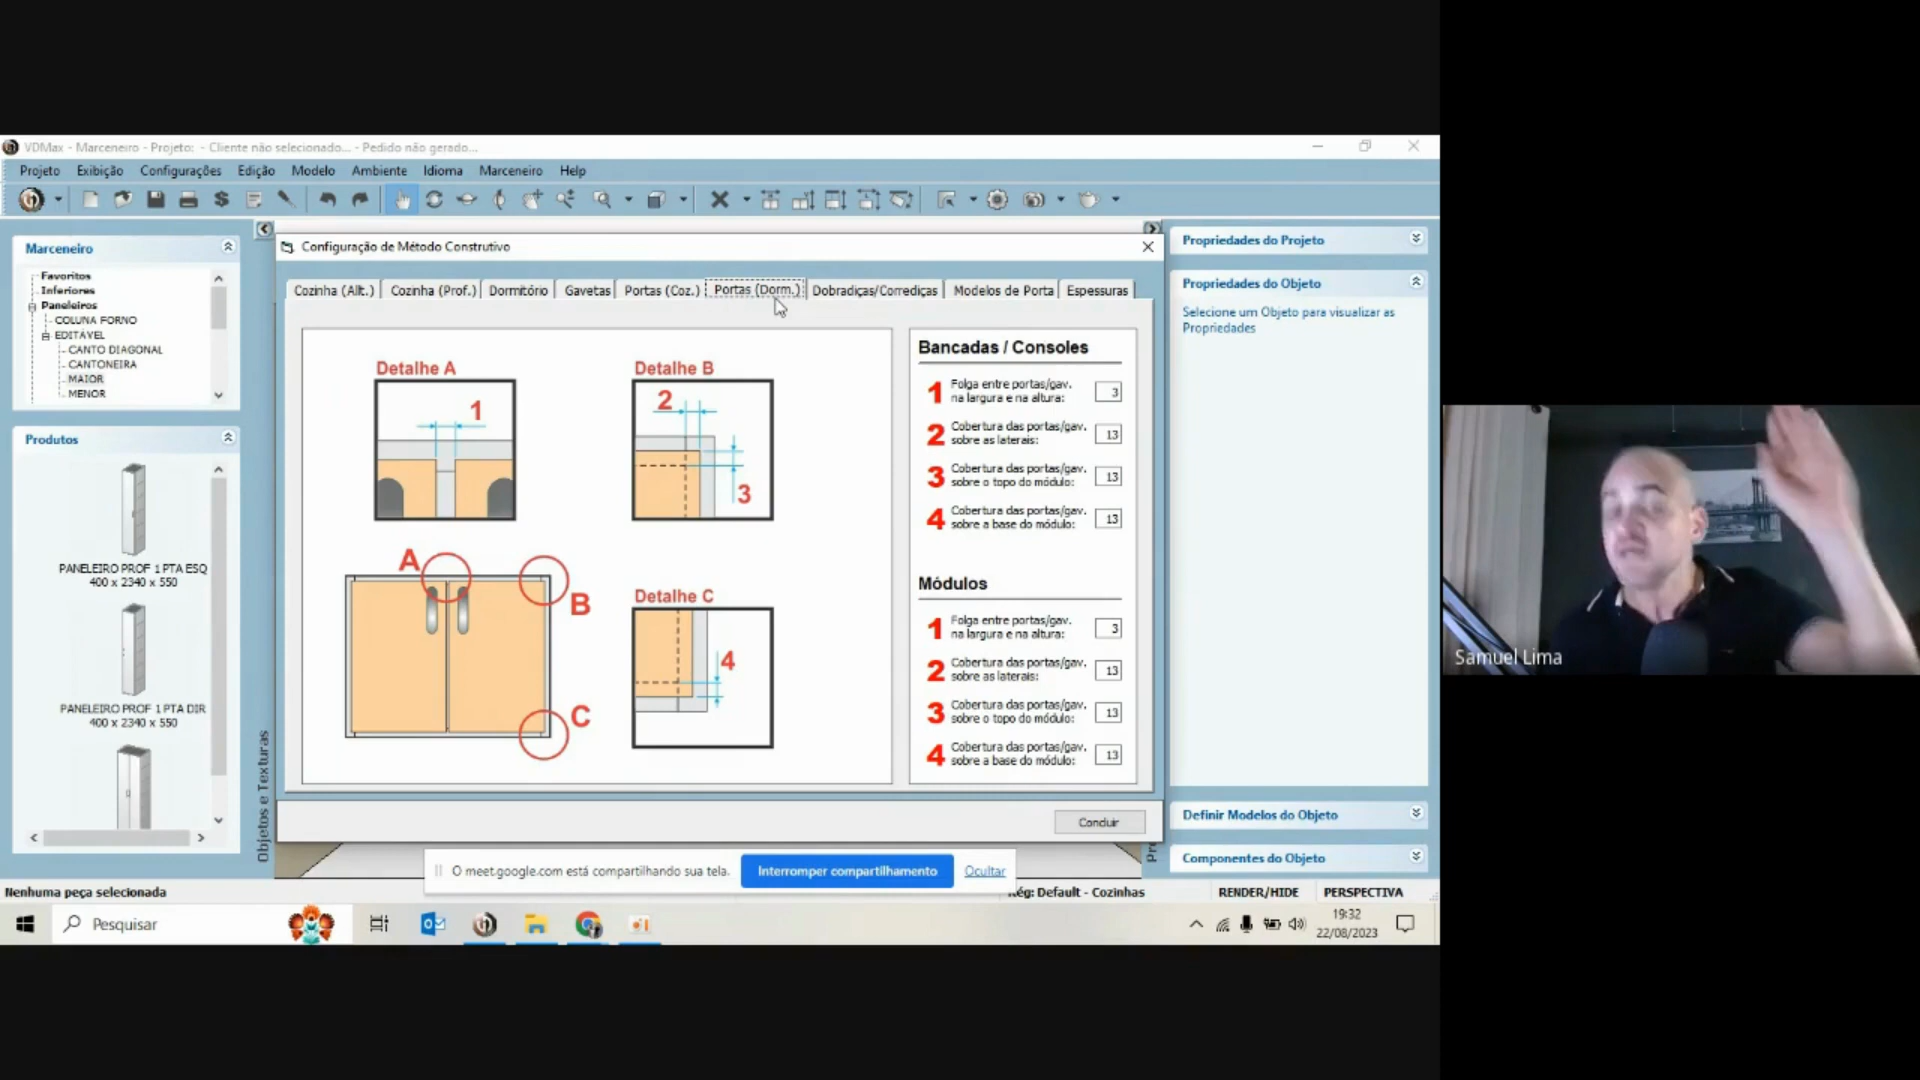 VDMax - Marceneiro - Projeto: - Cliente não selecionado... - Pedido não gerado...
Projeto Exibição Configurações Edição Modelo Ambiente Idioma Marceneiro Help
Marceneiro
Favoritos
Inferiores
Paneleiros
COLUNA FORNO
EDITÁVEL
CANTO DIAGONAL
CANTONEIRA
MAIOR
MENOR
Produtos
PANELEIRO PROF 1 PTA ESQ
400 x 2340 x 550
PANELEIRO PROF 1 PTA DIR
400 x 2340 x 550
Objetos e Texturas
Configuração de Método Construtivo
Cozinha (Alt.) Cozinha (Prof.) Dormitório Gavetas Portas (Coz.) Portas (Dorm.) Dobradiças/Corrediças Modelos de Porta Espessuras
Detalhe A
1
Detalhe B
2
3
A
B
C
Detalhe C
4
Bancadas / Consoles
1 Folga entre portas/gav.
na largura e na altura: 3
2 Cobertura das portas/gav.
sobre as laterais: 13
3 Cobertura das portas/gav.
sobre o topo do módulo: 13
4 Cobertura das portas/gav.
sobre a base do módulo: 13
Módulos
1 Folga entre portas/gav.
na largura e na altura: 3
2 Cobertura das portas/gav.
sobre as laterais: 13
3 Cobertura das portas/gav.
sobre o topo do módulo: 13
4 Cobertura das portas/gav.
sobre a base do módulo: 13
Concluir
Propriedades do Projeto
Propriedades do Objeto
Selecione um Objeto para visualizar as
Propriedades
Definir Modelos do Objeto
Componentes do Objeto
O meet.google.com está compartilhando sua tela. Interromper compartilhamento Ocultar
Nenhuma peça selecionada
Default - Cozinhas RENDER/HIDE PERSPECTIVA
Pesquisar
19:32
22/08/2023
Samuel Lima